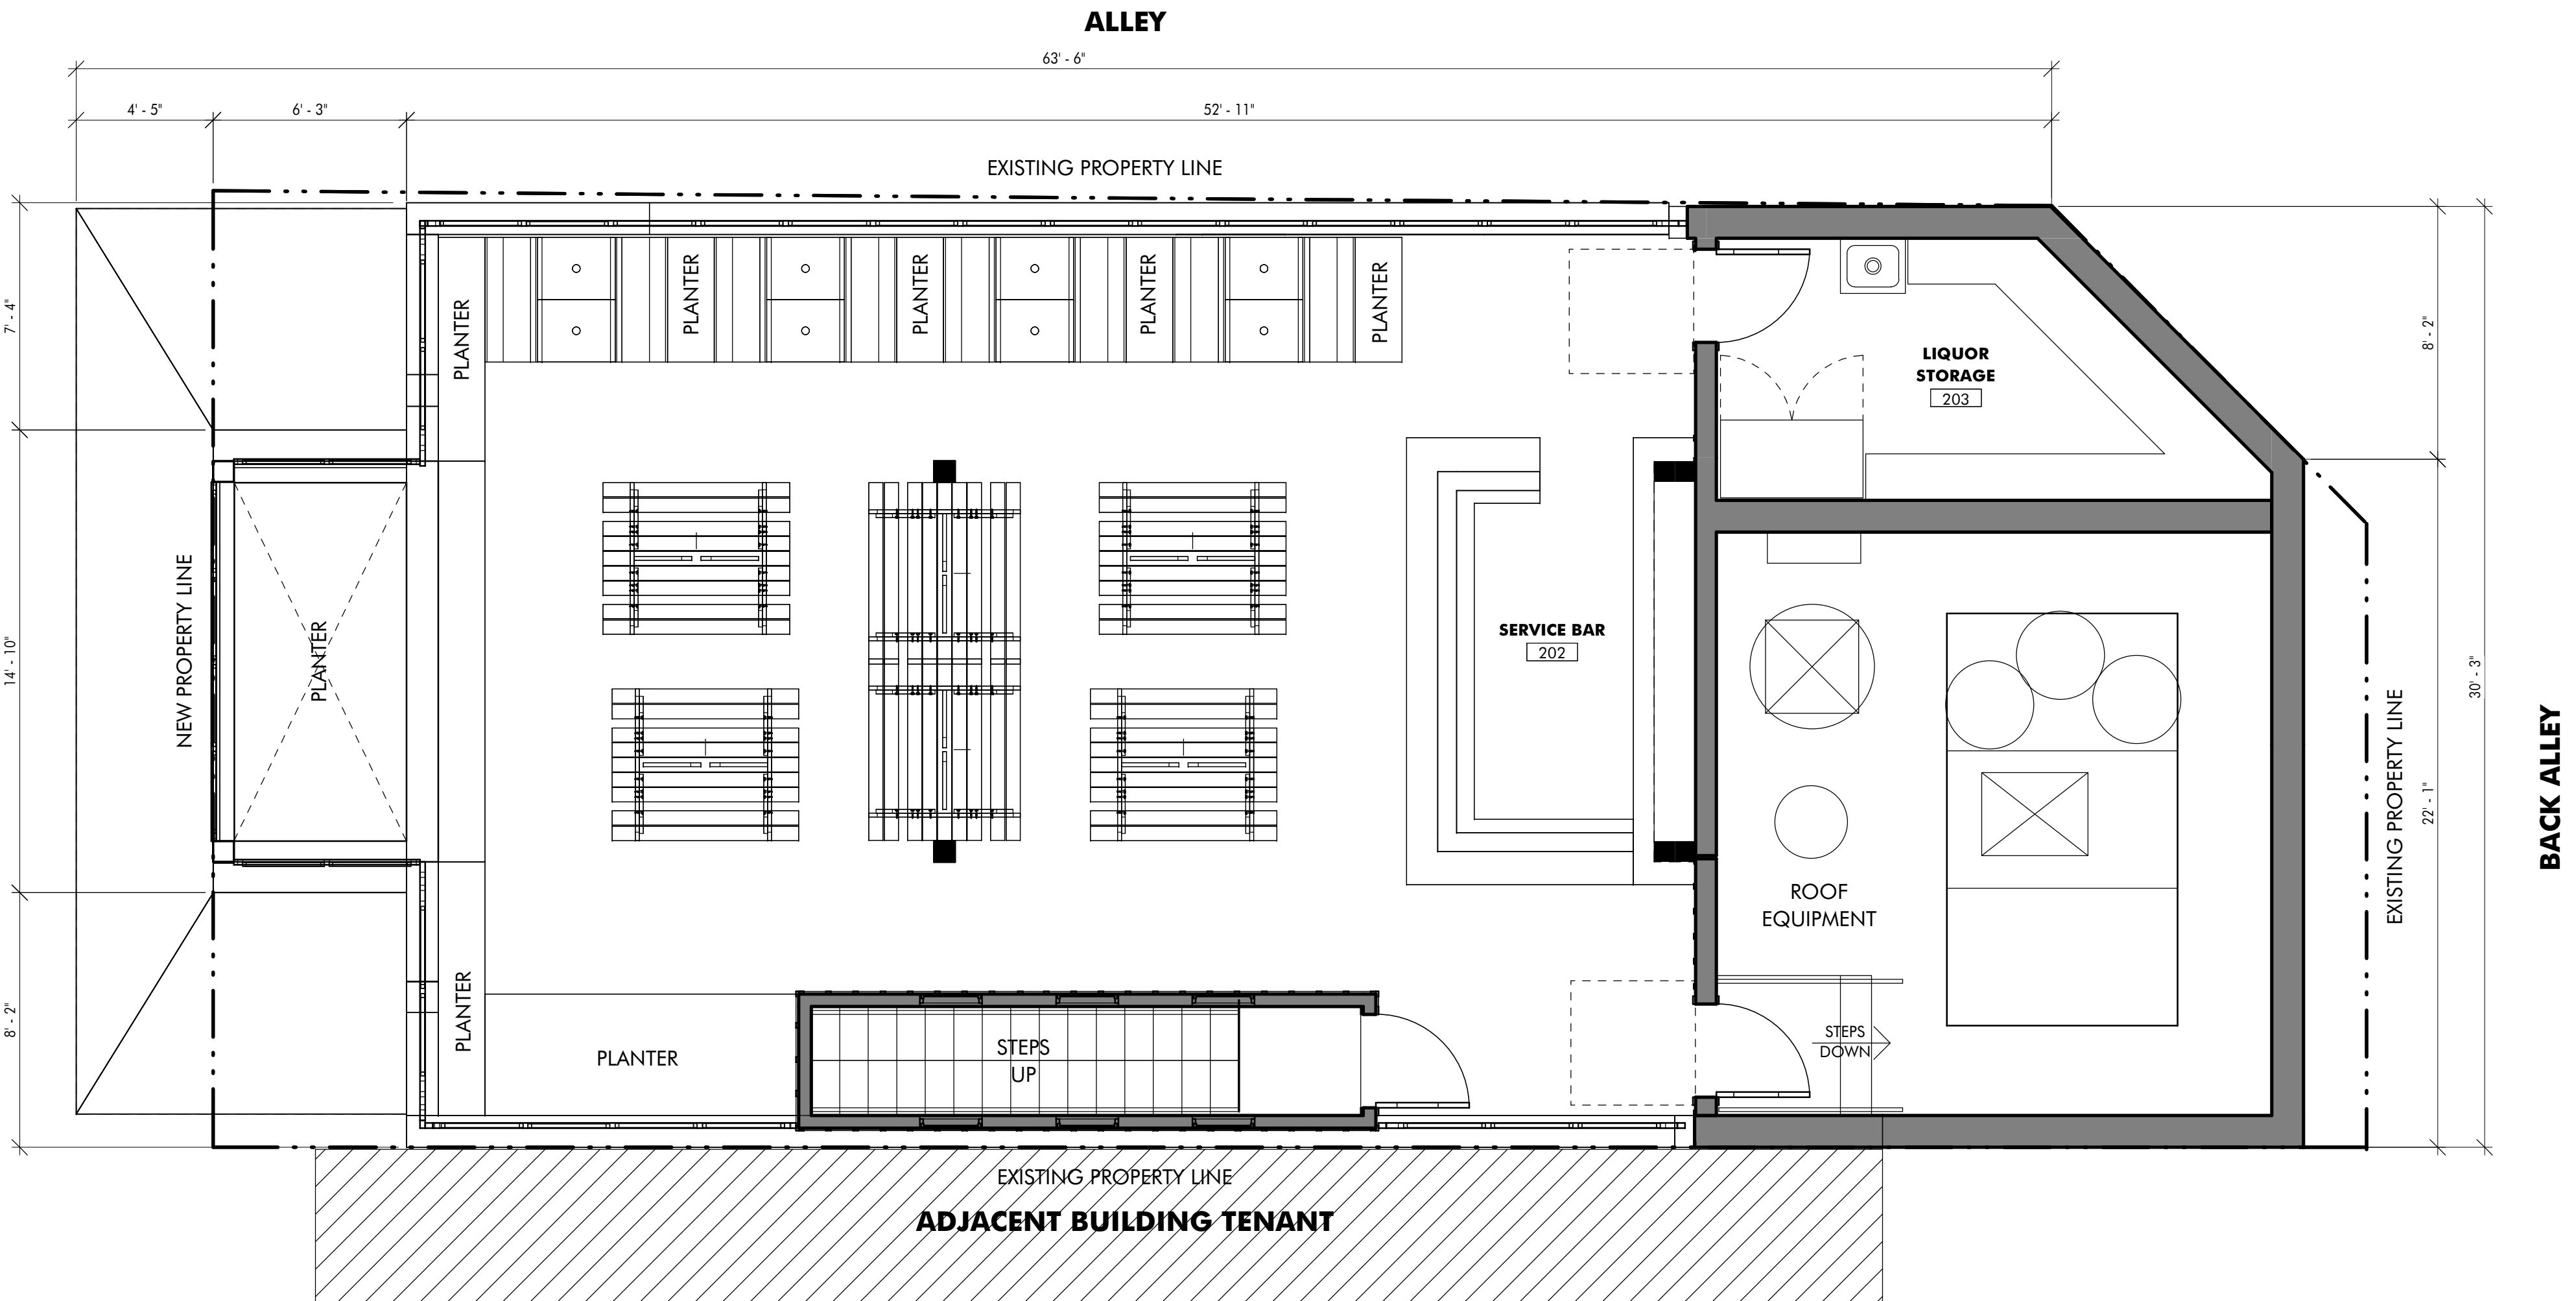 ALLEY
63' - 6"
4' - 5"
6' - 3"
52' - 11"
EXISTING PROPERTY LINE
7' - 4"
14' - 10"
8' - 2"
NEW PROPERTY LINE
PLANTER
PLANTER
PLANTER
PLANTER
PLANTER
PLANTER
PLANTER
PLANTER
LIQUOR
STORAGE
203
SERVICE BAR
202
ROOF
EQUIPMENT
STEPS
UP
STEPS
DOWN
8' - 2"
22' - 1"
30' - 3"
EXISTING PROPERTY LINE
BACK ALLEY
EXISTING PROPERTY LINE
ADJACENT BUILDING TENANT